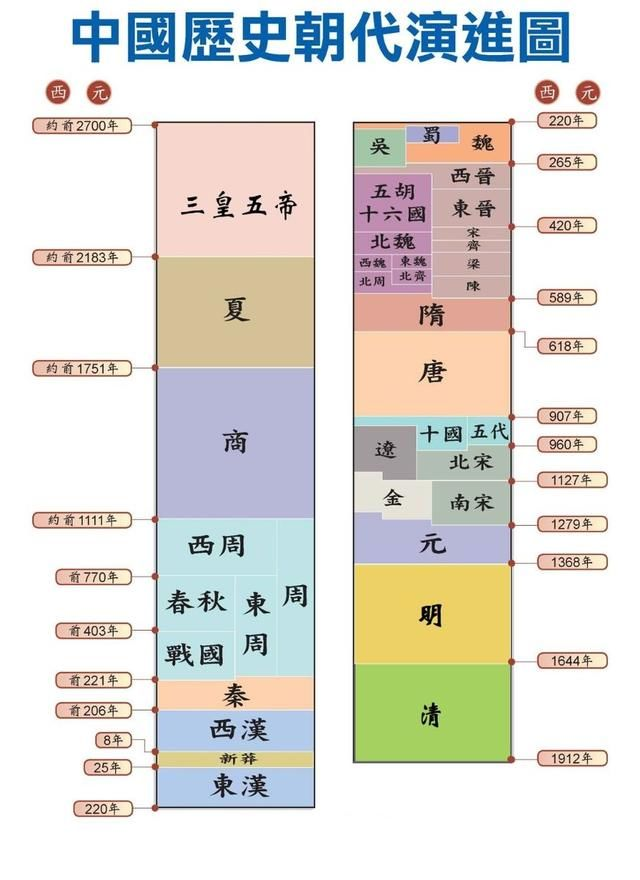 中國歷史朝代演進圖
西 元
約前2700年
三皇五帝
約前2183年
夏
約前1751年
商
約前1111年
西周
周
前770年
春秋
東周
前403年
戰國
前221年
秦
前206年
西漢
8年
新莽
25年
東漢
220年
西 元
220年
吳
蜀
魏
265年
西晉
五胡十六國
東晉
420年
北魏
宋
齊
西魏
東魏
梁
北周
北齊
陳
589年
隋
618年
唐
907年
十國
五代
960年
遼
北宋
1127年
金
南宋
1279年
元
1368年
明
1644年
清
1912年